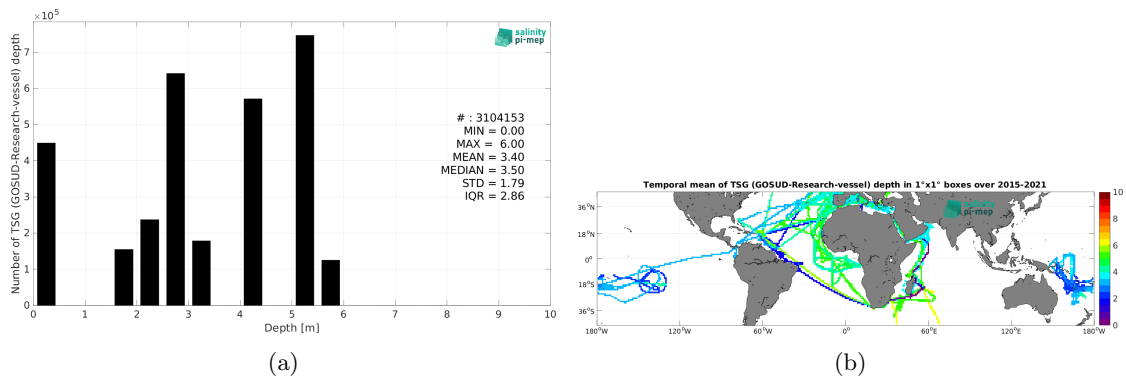 ×10⁵
salinity
pi-mep
Number of TSG (GOSUD-Research-vessel) depth
7
6
5
4
3
2
1
0
# : 3104153
MIN = 0.00
MAX = 6.00
MEAN = 3.40
MEDIAN = 3.50
STD = 1.79
IQR = 2.86
0 1 2 3 4 5 6 7 8 9 10
Depth [m]
(a)
Temporal mean of TSG (GOSUD-Research-vessel) depth in 1°x1° boxes over 2015-2021
salinity
pi-mep
36°N
18°N
0°
18°S
36°S
180°W 120°W 60°W 0° 60°E 120°E 180°E
10
8
6
4
2
0
(b)